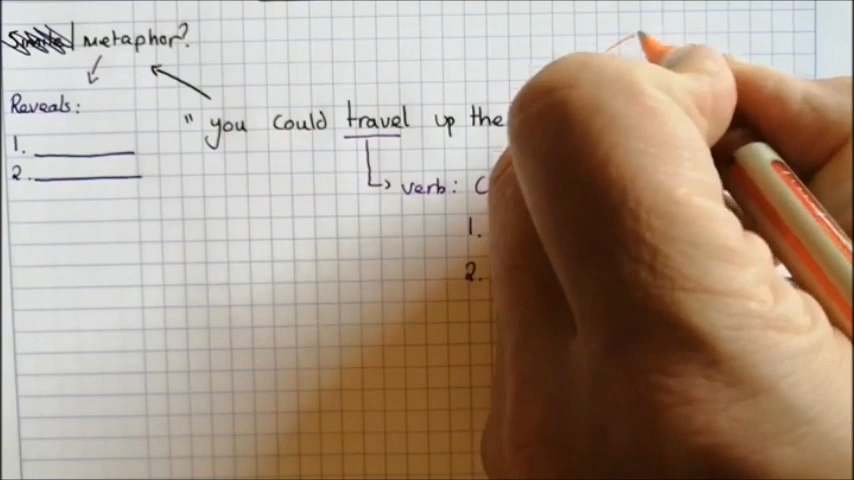 metaphor?
Reveals:
" you could travel up the
1.
verb: C
2.
1.
2.